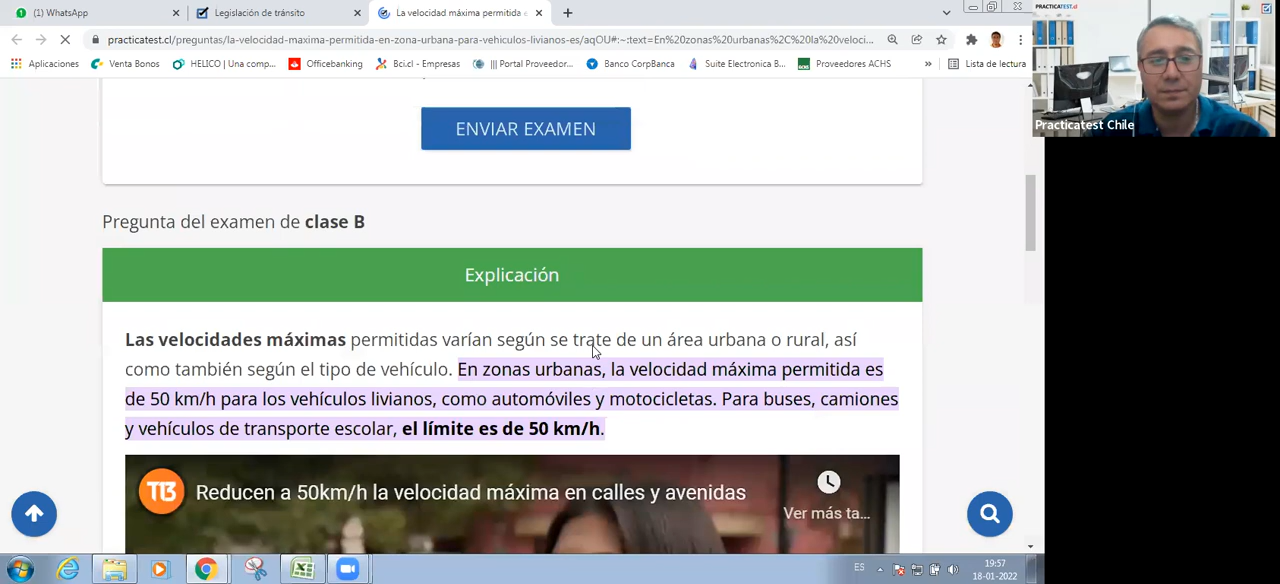 (1) WhatsApp
Legislación de tránsito
La velocidad máxima permitida e
practicatest.cl/preguntas/la-velocidad-maxima-permitida-en-zona-urbana-para-vehiculos-livianos-es/aqOU#:~:text=En%20zonas%20urbanas%2C%20la%20veloci...
Aplicaciones
Venta Bonos
HELICO | Una comp...
Officebanking
Bci.cl - Empresas
||| Portal Proveedor...
Banco CorpBanca
Suite Electronica B...
Proveedores ACHS
»
Lista de lectura
PRACTICATEST.cl
Practicatest Chile
ENVIAR EXAMEN
Pregunta del examen de clase B
Explicación
Las velocidades máximas permitidas varían según se trate de un área urbana o rural, así
como también según el tipo de vehículo. En zonas urbanas, la velocidad máxima permitida es
de 50 km/h para los vehículos livianos, como automóviles y motocicletas. Para buses, camiones
y vehículos de transporte escolar, el límite es de 50 km/h.
T13
Reducen a 50km/h la velocidad máxima en calles y avenidas
Ver más ta...
ES
19:57
18-01-2022